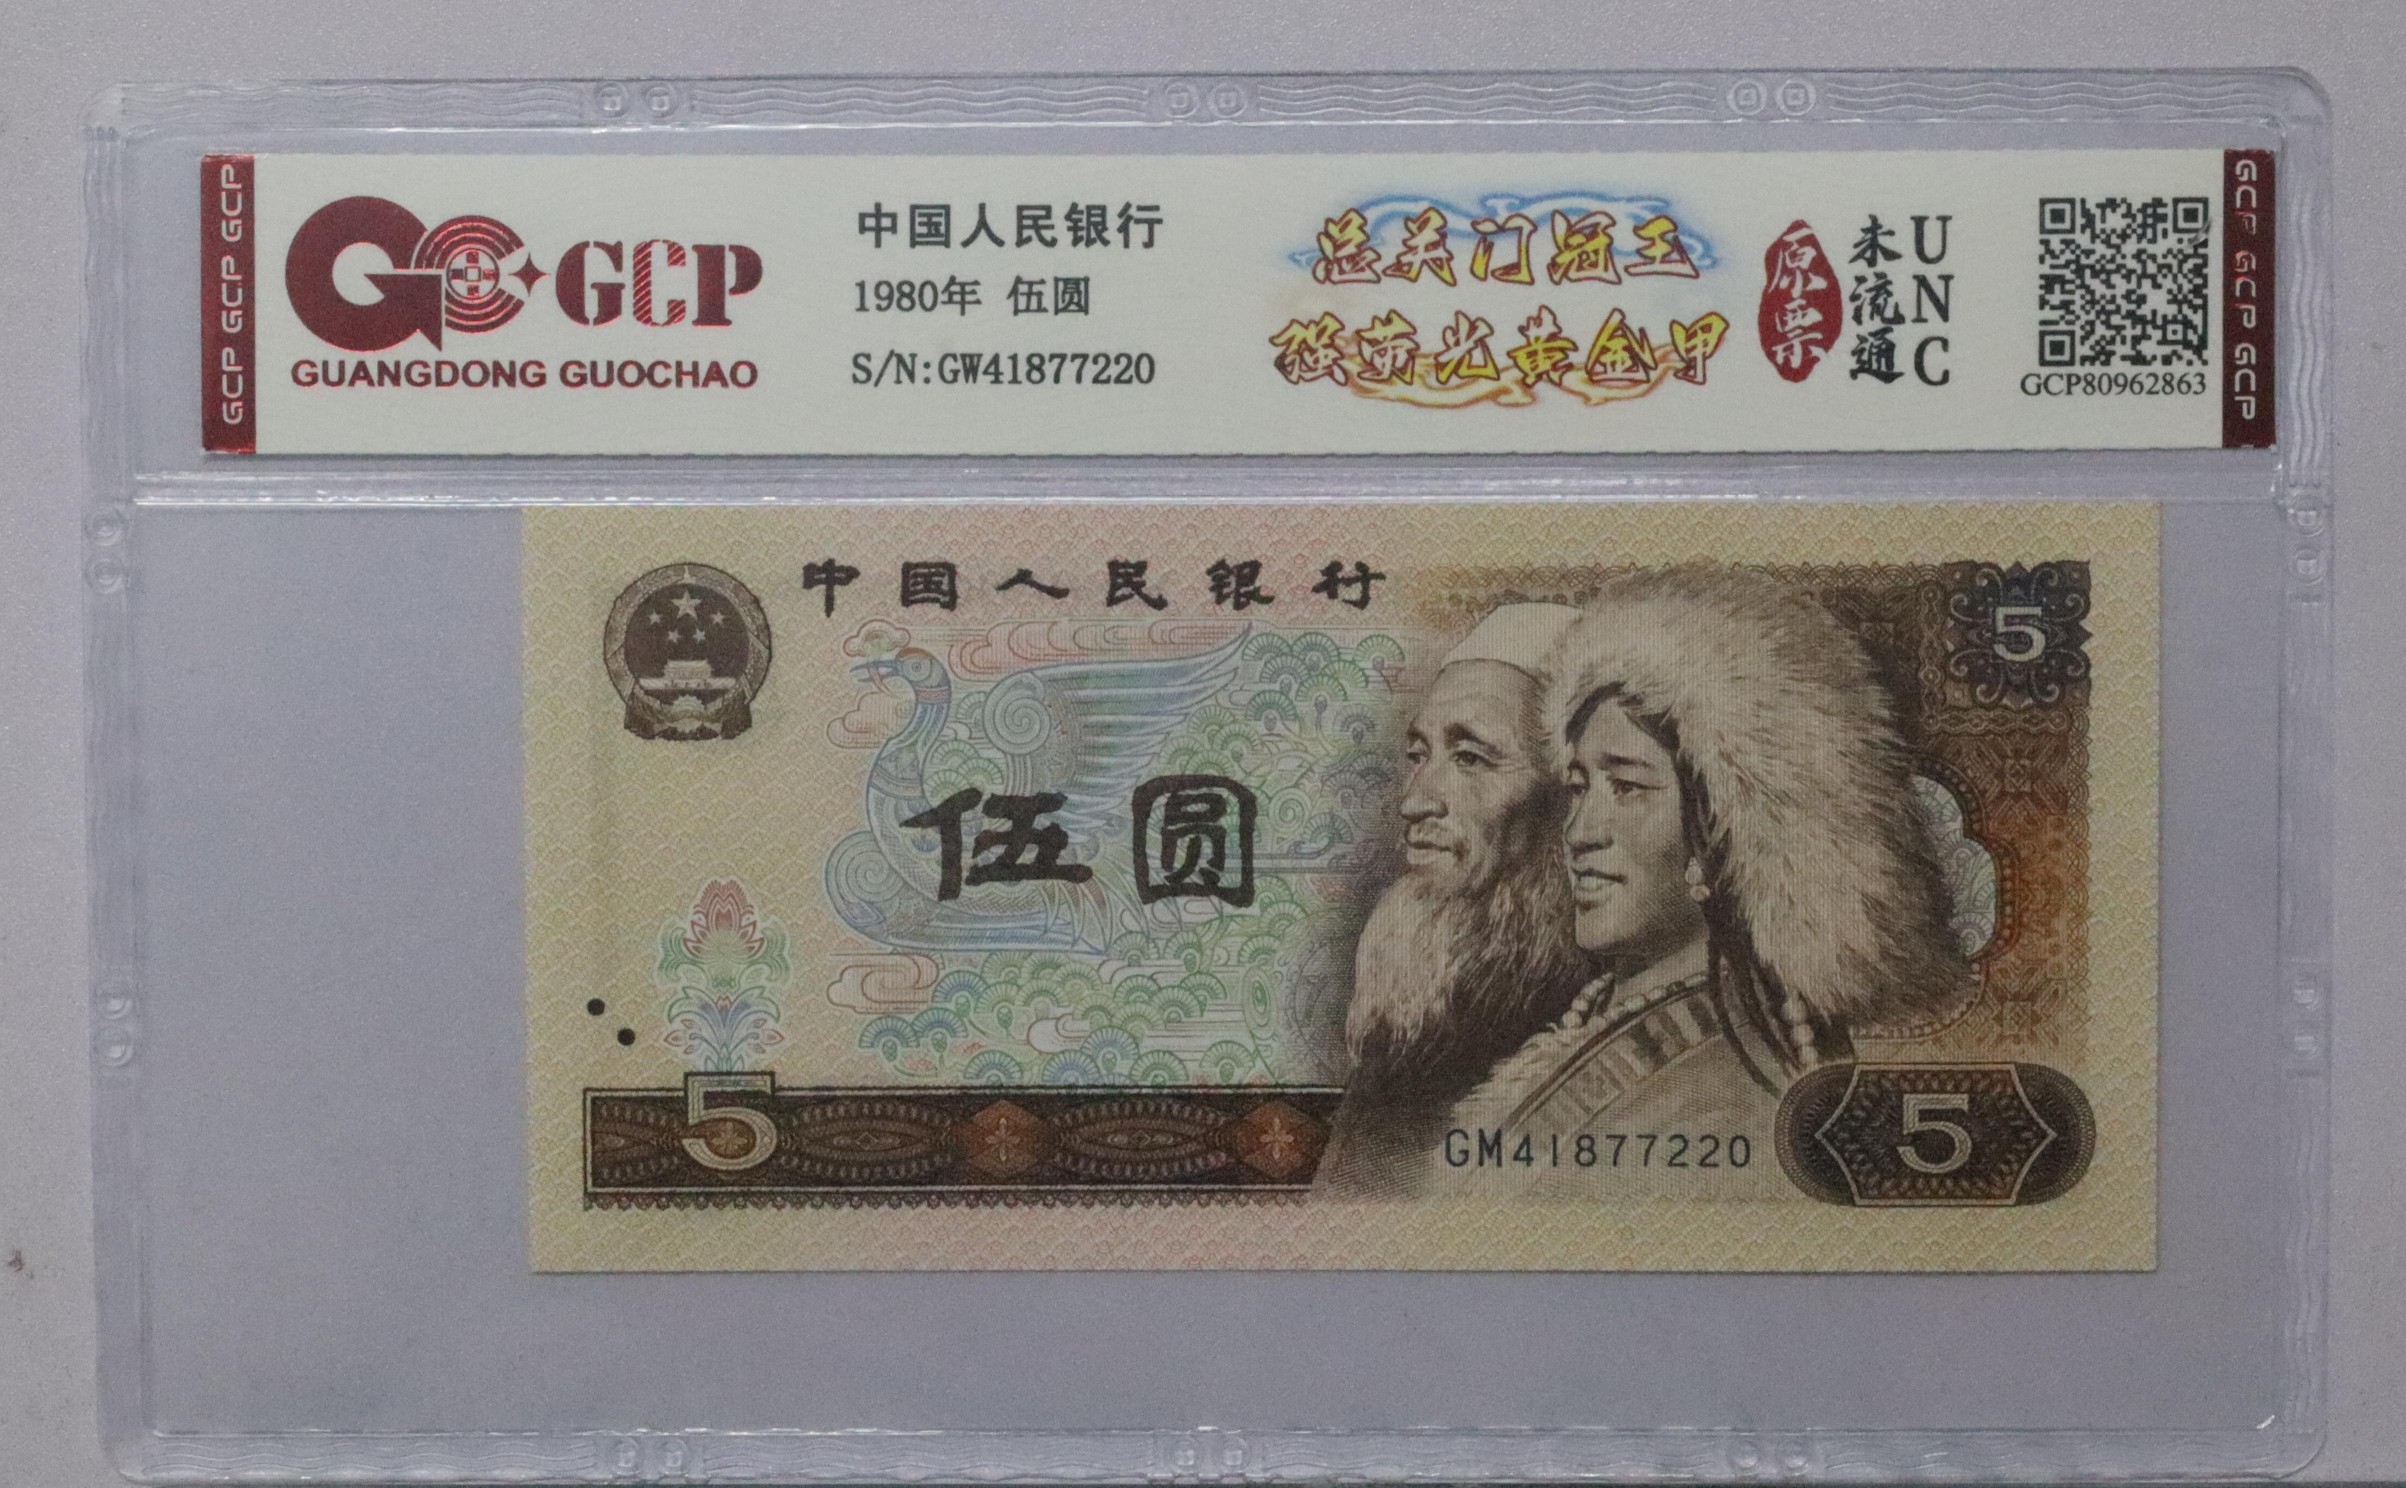 GCP GCP GCP
GCP
GUANGDONG GUOCHAO
中国人民银行
1980年 伍圆
S/N:GW41877220
总关门冠王
强荧光黄金甲
原票
未流通
UNC
GCP80962863
GCP GCP GCP
中国人民银行
5
伍圆
5
GM41877220
5